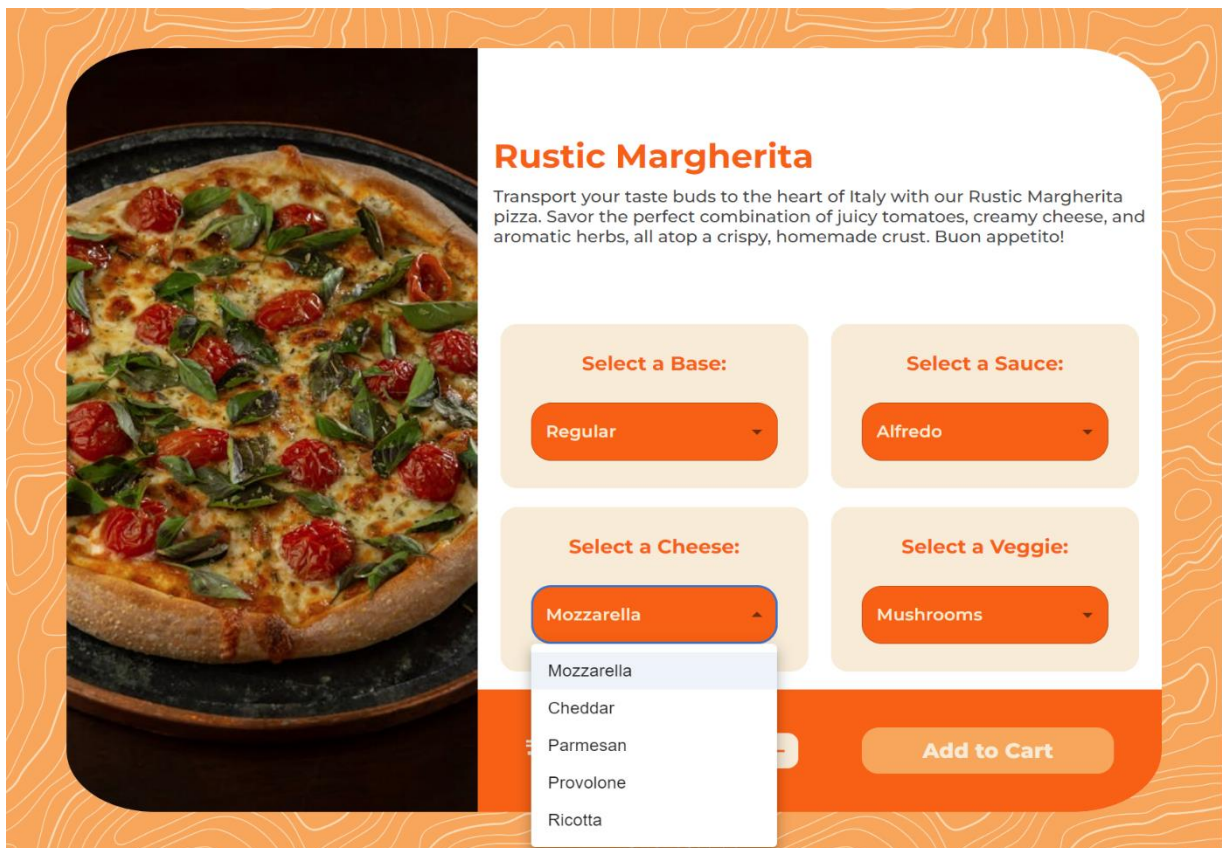 Rustic Margherita
Transport your taste buds to the heart of Italy with our Rustic Margherita
pizza. Savor the perfect combination of juicy tomatoes, creamy cheese, and
aromatic herbs, all atop a crispy, homemade crust. Buon appetito!
Select a Base:
Regular
Select a Sauce:
Alfredo
Select a Cheese:
Mozzarella
Select a Veggie:
Mushrooms
Mozzarella
Cheddar
Parmesan
Provolone
Ricotta
Add to Cart